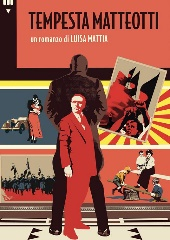 TEMPESTA MATTEOTTI
un romanzo di LUISA MATTIA